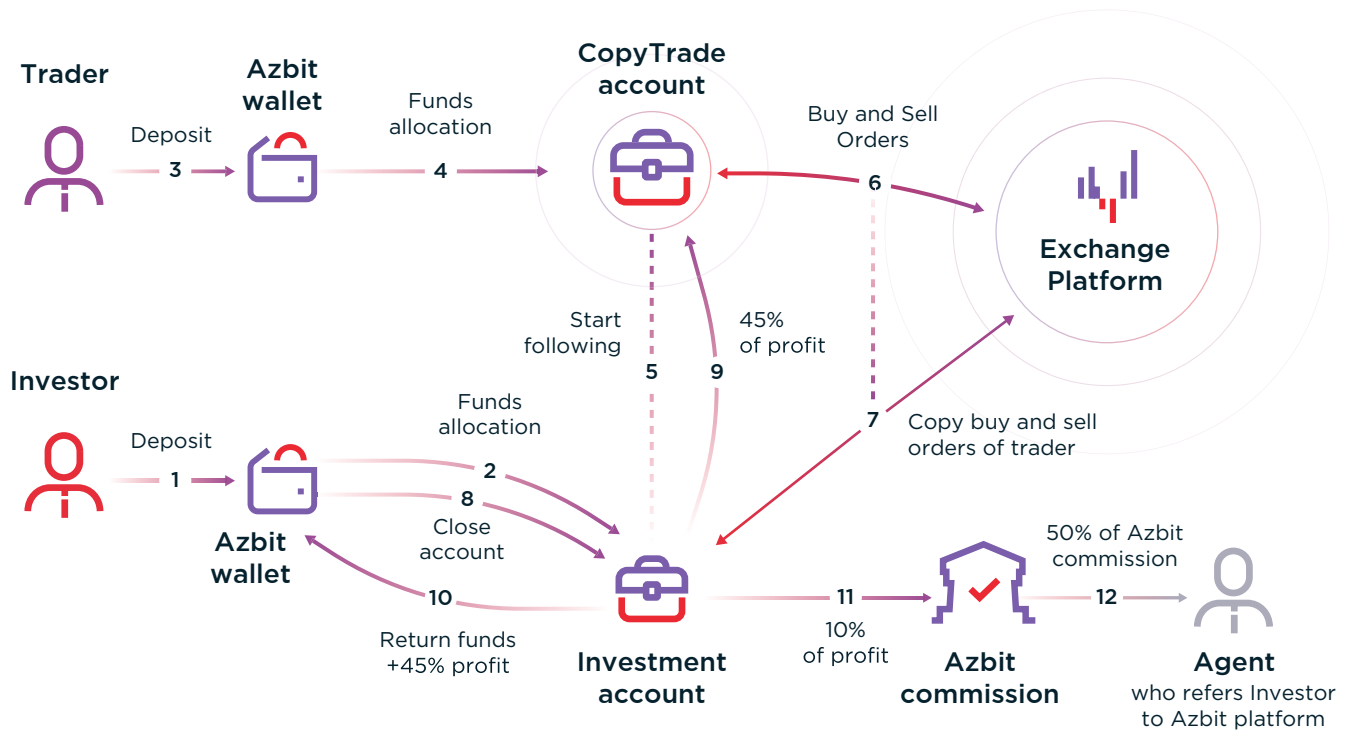 Trader
Deposit
3
Azbit
wallet
Funds
allocation
4
CopyTrade
account
Buy and Sell
Orders
6
Exchange
Platform
Start
following
5
45%
of profit
9
7
Copy buy and sell
orders of trader
Investor
Deposit
1
Azbit
wallet
Funds
allocation
2
8
Close
account
10
Return funds
+45% profit
Investment
account
11
10%
of profit
Azbit
commission
50% of Azbit
commission
12
Agent
who refers Investor
to Azbit platform